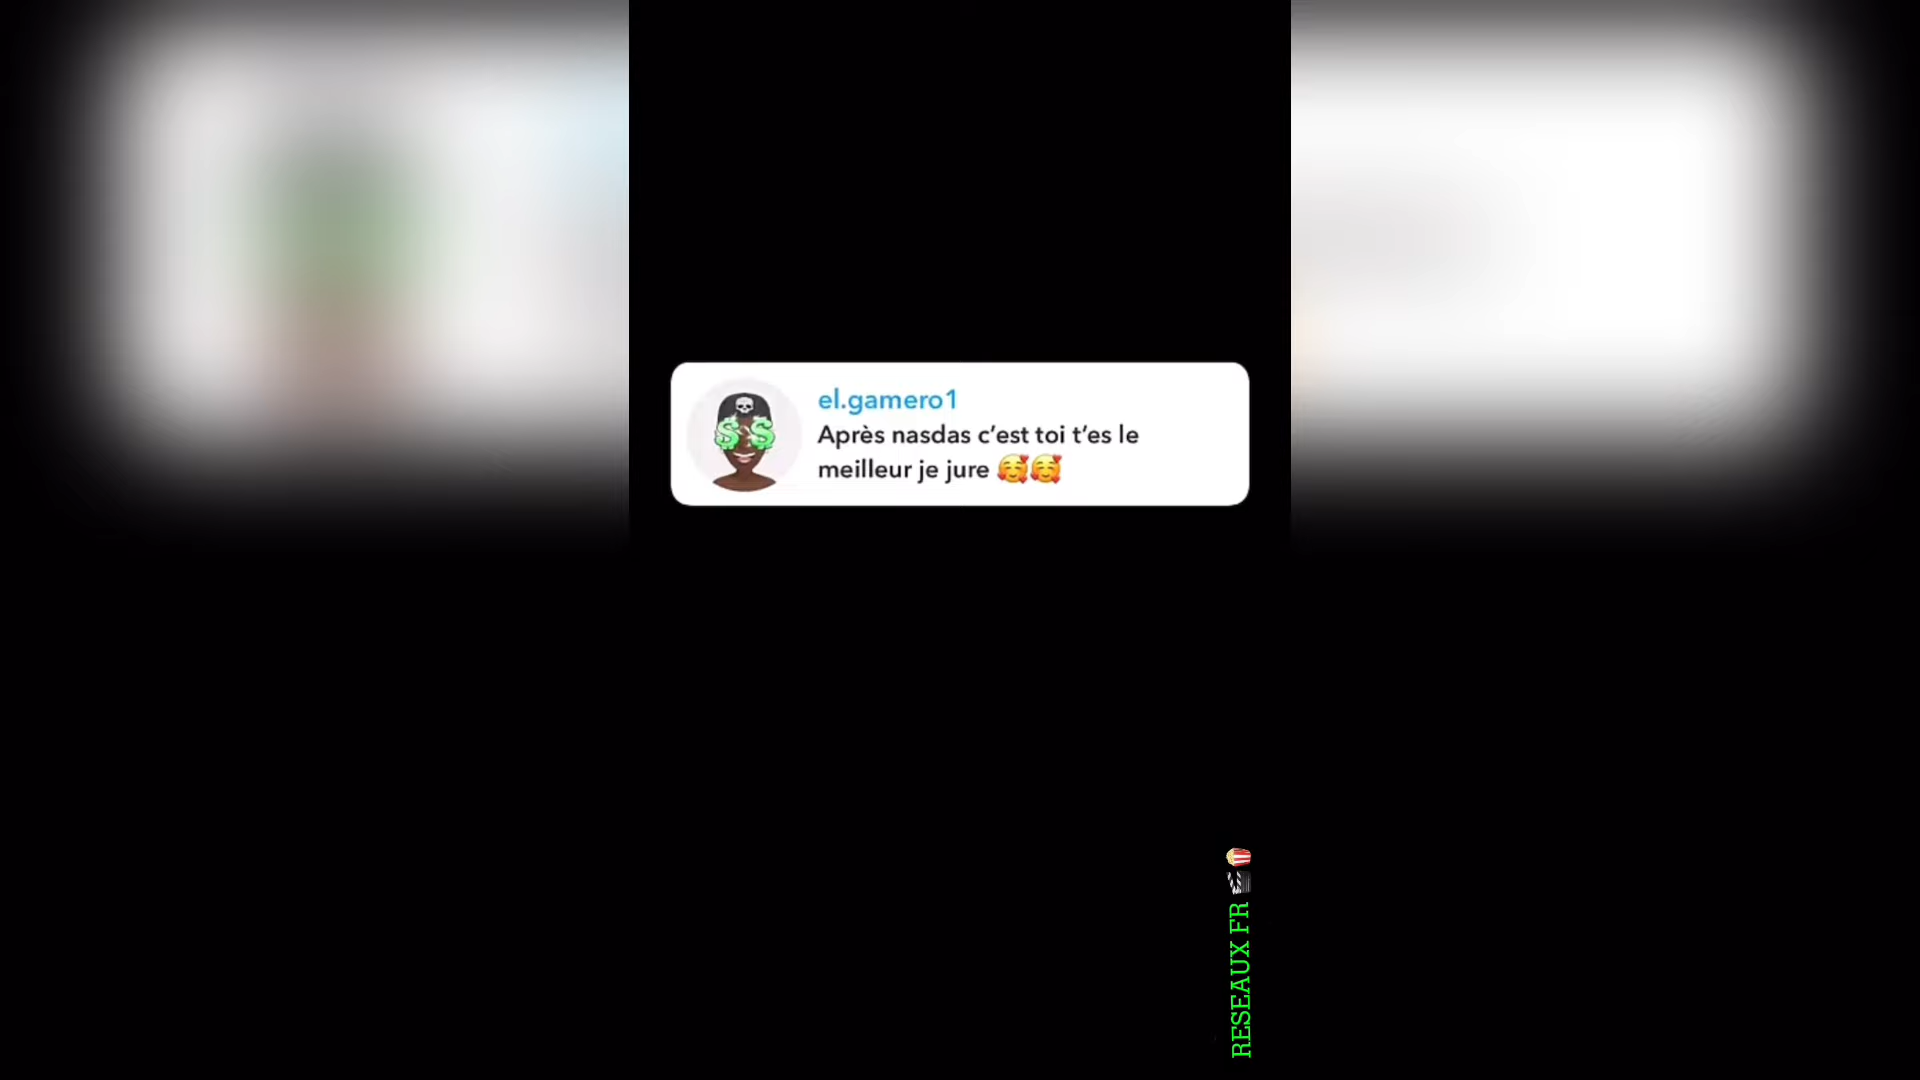 el.gamero1
Après nasdas c’est toi t’es le
meilleur je jure 🥰🥰
RESEAUX FR 🎬🍿